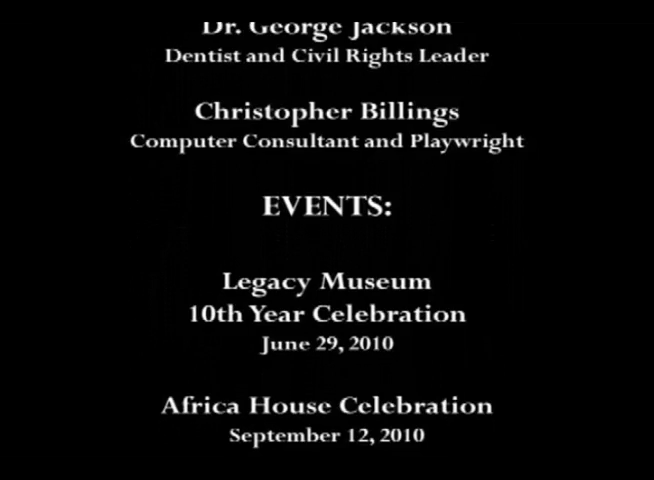 Dr. George Jackson
Dentist and Civil Rights Leader
Christopher Billings
Computer Consultant and Playwright
EVENTS:
Legacy Museum
10th Year Celebration
June 29, 2010
Africa House Celebration
September 12, 2010